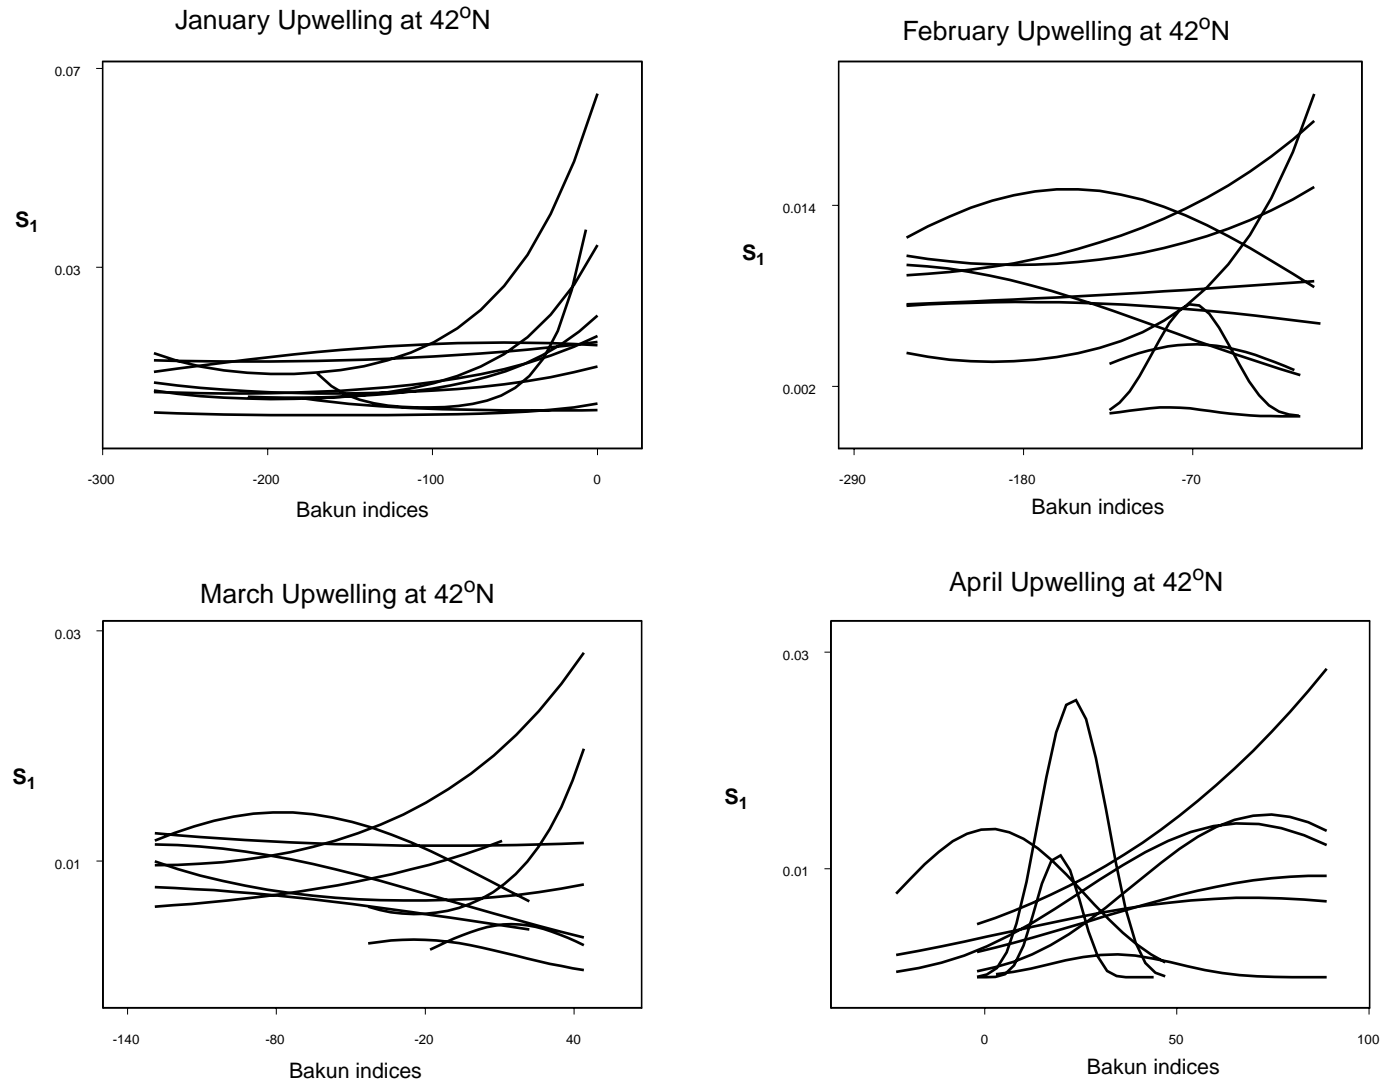 January Upwelling at 42°N
0.07
S1
0.03
-300 -200 -100 0
Bakun indices
February Upwelling at 42°N
0.014
S1
0.002
-290 -180 -70
Bakun indices
March Upwelling at 42°N
0.03
S1
0.01
-140 -80 -20 40
Bakun indices
April Upwelling at 42°N
0.03
S1
0.01
0 50 100
Bakun indices